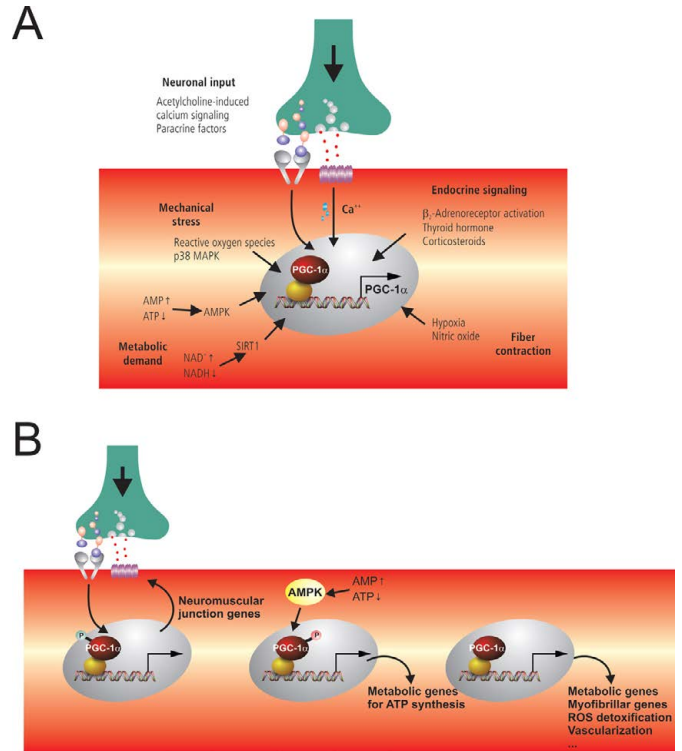 A
Neuronal input
Acetylcholine-induced
calcium signaling
Paracrine factors
Ca⁺⁺
Endocrine signaling
β₂-Adrenoreceptor activation
Thyroid hormone
Corticosteroids
Mechanical
stress
Reactive oxygen species
p38 MAPK
PGC-1α
PGC-1α
AMP↑
ATP↓
AMPK
Metabolic
demand
NAD⁺↑
NADH↓
SIRT1
Hypoxia
Nitric oxide
Fiber
contraction
B
Neuromuscular
junction genes
P
PGC-1α
AMPK
AMP↑
ATP↓
P
PGC-1α
Metabolic genes
for ATP synthesis
PGC-1α
Metabolic genes
Myofibrillar genes
ROS detoxification
Vascularization
...